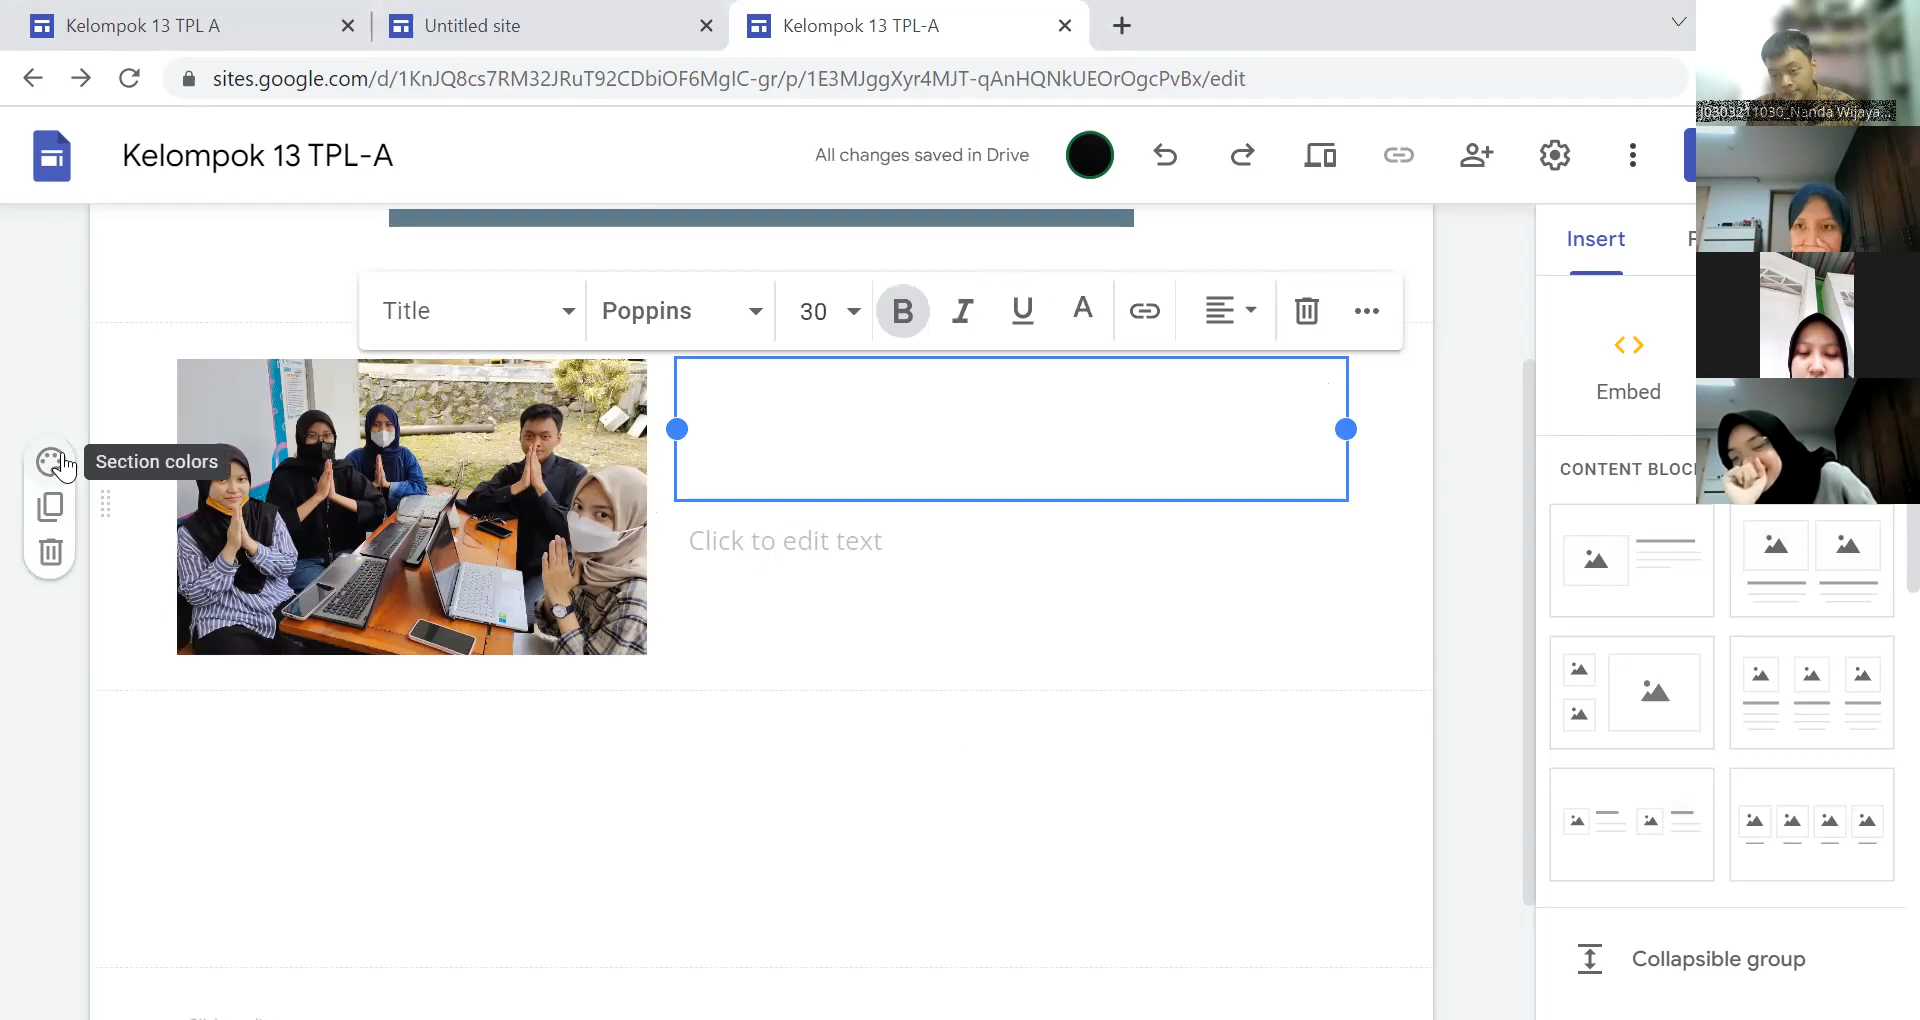 Kelompok 13 TPL A
Untitled site
Kelompok 13 TPL-A
sites.google.com/d/1KnJQ8cs7RM32JRuT92CDbiOF6MgIC-gr/p/1E3MJggXyr4MJT-qAnHQNkUEOrOgcPvBx/edit
Nanda Wijaya...
Kelompok 13 TPL-A
All changes saved in Drive
Insert
Title
Poppins
30
B
I
U
A
Embed
Section colors
CONTENT BLOC
Click to edit text
Collapsible group